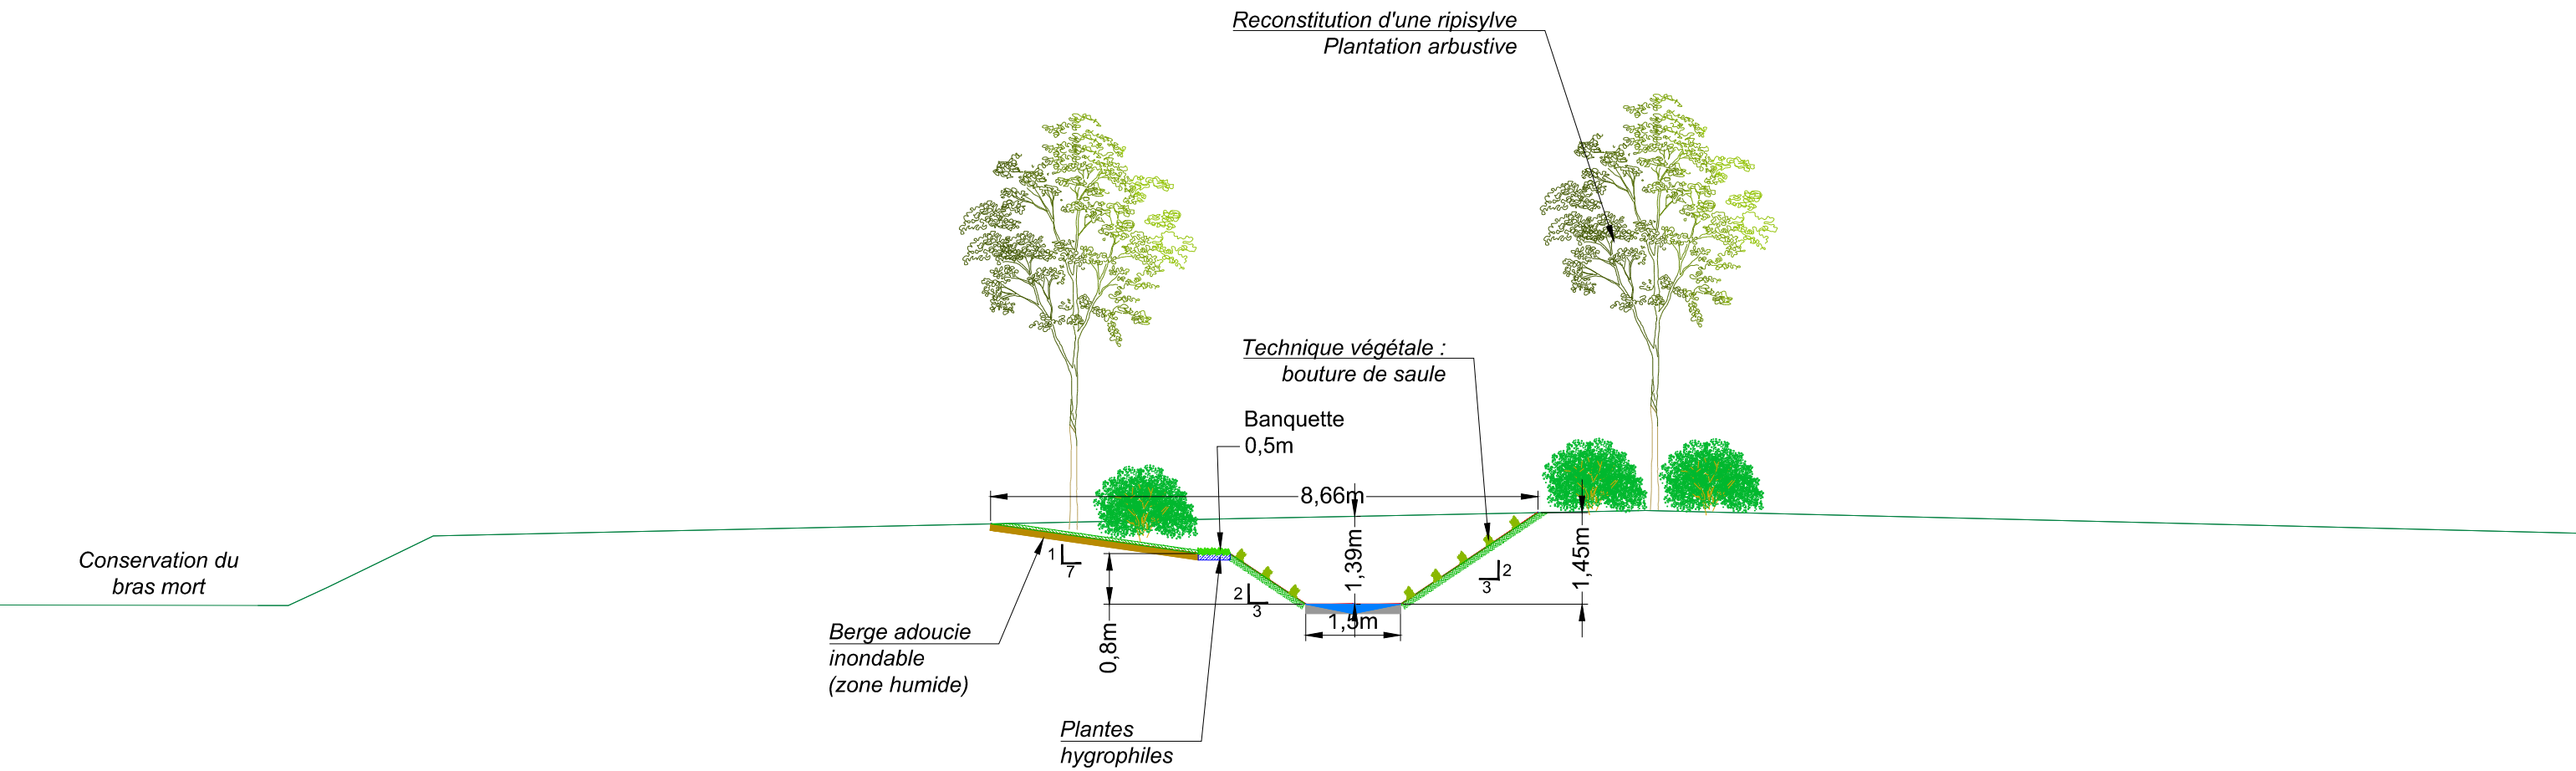 Reconstitution d'une ripisylve
Plantation arbustive
Technique végétale :
bouture de saule
Banquette
0,5m
8,66m
1,39m
1,45m
Conservation du
bras mort
1
7
2
3
2
3
1,5m
0,8m
Berge adoucie
inondable
(zone humide)
Plantes
hygrophiles